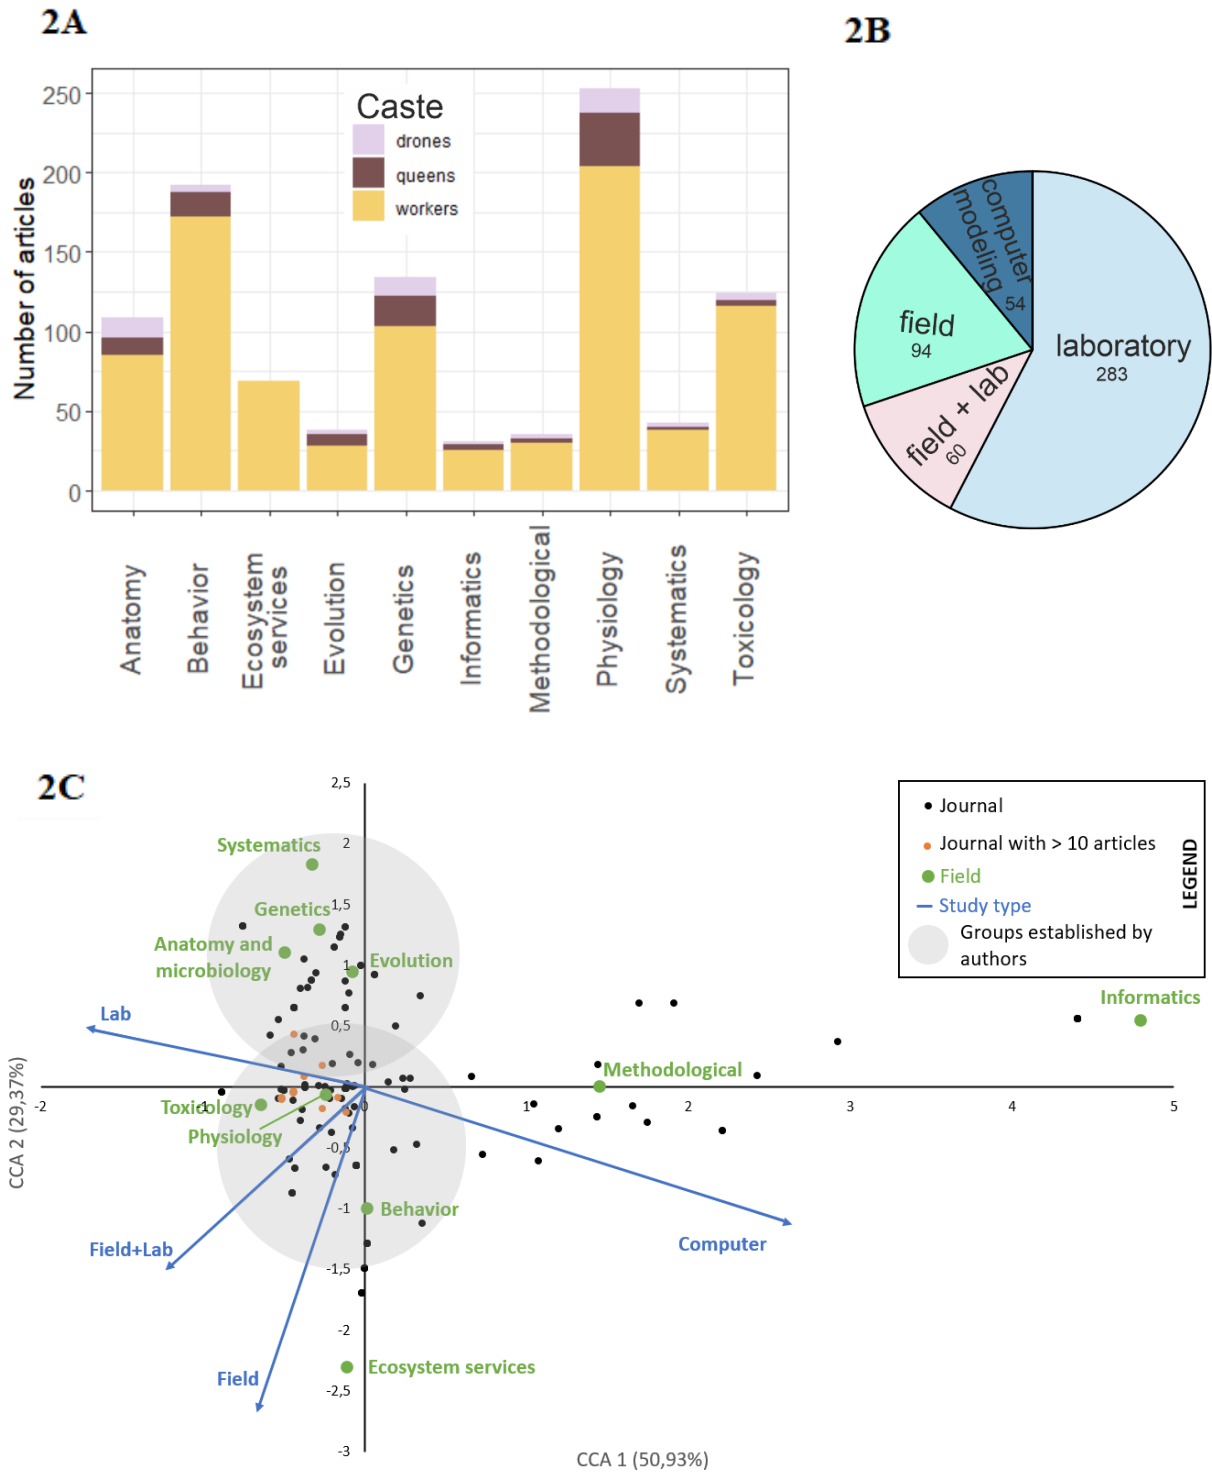 2A
2B
Number of articles
250
200
150
100
50
0
Caste
drones
queens
workers
Anatomy
Behavior
Ecosystem
services
Evolution
Genetics
Informatics
Methodological
Physiology
Systematics
Toxicology
computer
modeling
54
field
94
field + lab
60
laboratory
283
2C
2,5
2
1,5
1
0,5
0
-0,5
-1
-1,5
-2
-2,5
-3
-2
-1
1
2
3
4
5
CCA 2 (29,37%)
CCA 1 (50,93%)
Systematics
Genetics
Anatomy and
microbiology
Evolution
Lab
Toxicology
Physiology
Behavior
Field+Lab
Field
Ecosystem services
Computer
Methodological
Informatics
Journal
Journal with > 10 articles
Field
Study type
Groups established by
authors
LEGEND